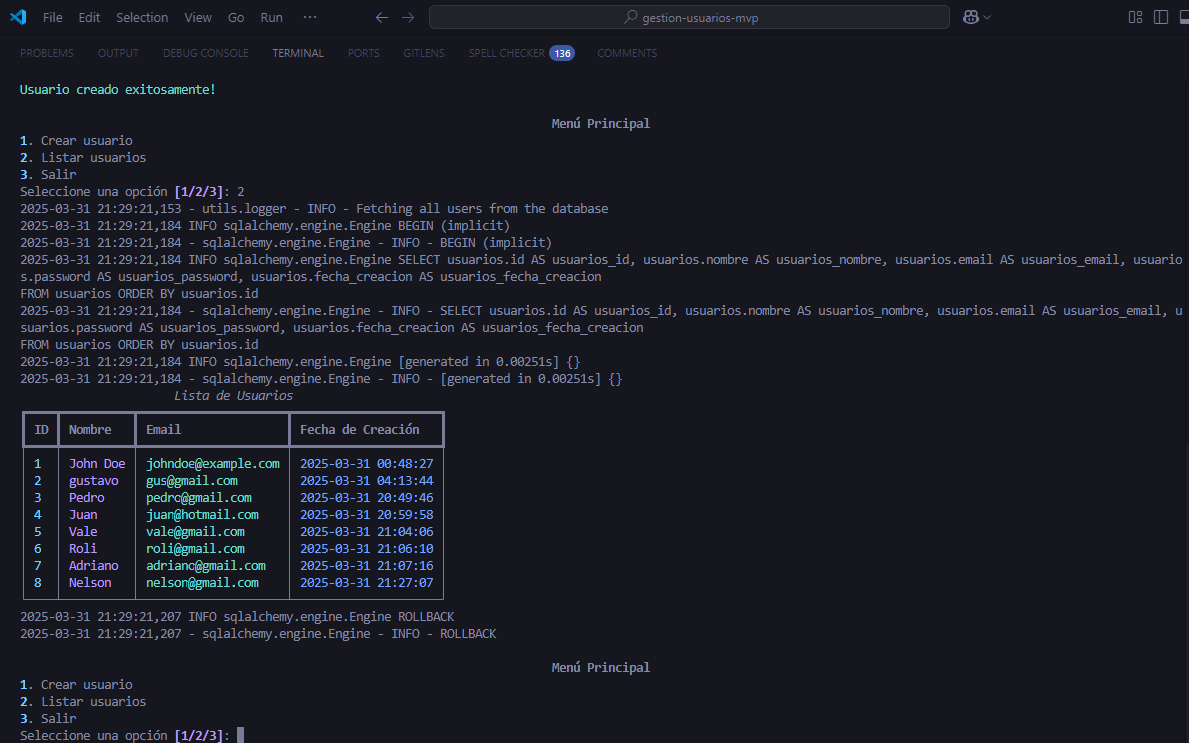 File Edit Selection View Go Run ··· ← → gestion-usuarios-mvp
PROBLEMS OUTPUT DEBUG CONSOLE TERMINAL PORTS GITLENS SPELL CHECKER 136 COMMENTS
Usuario creado exitosamente!
Menú Principal
1. Crear usuario
2. Listar usuarios
3. Salir
Seleccione una opción [1/2/3]: 2
2025-03-31 21:29:21,153 - utils.logger - INFO - Fetching all users from the database
2025-03-31 21:29:21,184 INFO sqlalchemy.engine.Engine BEGIN (implicit)
2025-03-31 21:29:21,184 - sqlalchemy.engine.Engine - INFO - BEGIN (implicit)
2025-03-31 21:29:21,184 INFO sqlalchemy.engine.Engine SELECT usuarios.id AS usuarios_id, usuarios.nombre AS usuarios_nombre, usuarios.email AS usuarios_email, usuario
s.password AS usuarios_password, usuarios.fecha_creacion AS usuarios_fecha_creacion
FROM usuarios ORDER BY usuarios.id
2025-03-31 21:29:21,184 - sqlalchemy.engine.Engine - INFO - SELECT usuarios.id AS usuarios_id, usuarios.nombre AS usuarios_nombre, usuarios.email AS usuarios_email, u
suarios.password AS usuarios_password, usuarios.fecha_creacion AS usuarios_fecha_creacion
FROM usuarios ORDER BY usuarios.id
2025-03-31 21:29:21,184 INFO sqlalchemy.engine.Engine [generated in 0.00251s] {}
2025-03-31 21:29:21,184 - sqlalchemy.engine.Engine - INFO - [generated in 0.00251s] {}
Lista de Usuarios
ID Nombre Email Fecha de Creación
1 John Doe johndoe@example.com 2025-03-31 00:48:27
2 gustavo gus@gmail.com 2025-03-31 04:13:44
3 Pedro pedro@gmail.com 2025-03-31 20:49:46
4 Juan juan@hotmail.com 2025-03-31 20:59:58
5 Vale vale@gmail.com 2025-03-31 21:04:06
6 Roli roli@gmail.com 2025-03-31 21:06:10
7 Adriano adriano@gmail.com 2025-03-31 21:07:16
8 Nelson nelson@gmail.com 2025-03-31 21:27:07
2025-03-31 21:29:21,207 INFO sqlalchemy.engine.Engine ROLLBACK
2025-03-31 21:29:21,207 - sqlalchemy.engine.Engine - INFO - ROLLBACK
Menú Principal
1. Crear usuario
2. Listar usuarios
3. Salir
Seleccione una opción [1/2/3]: